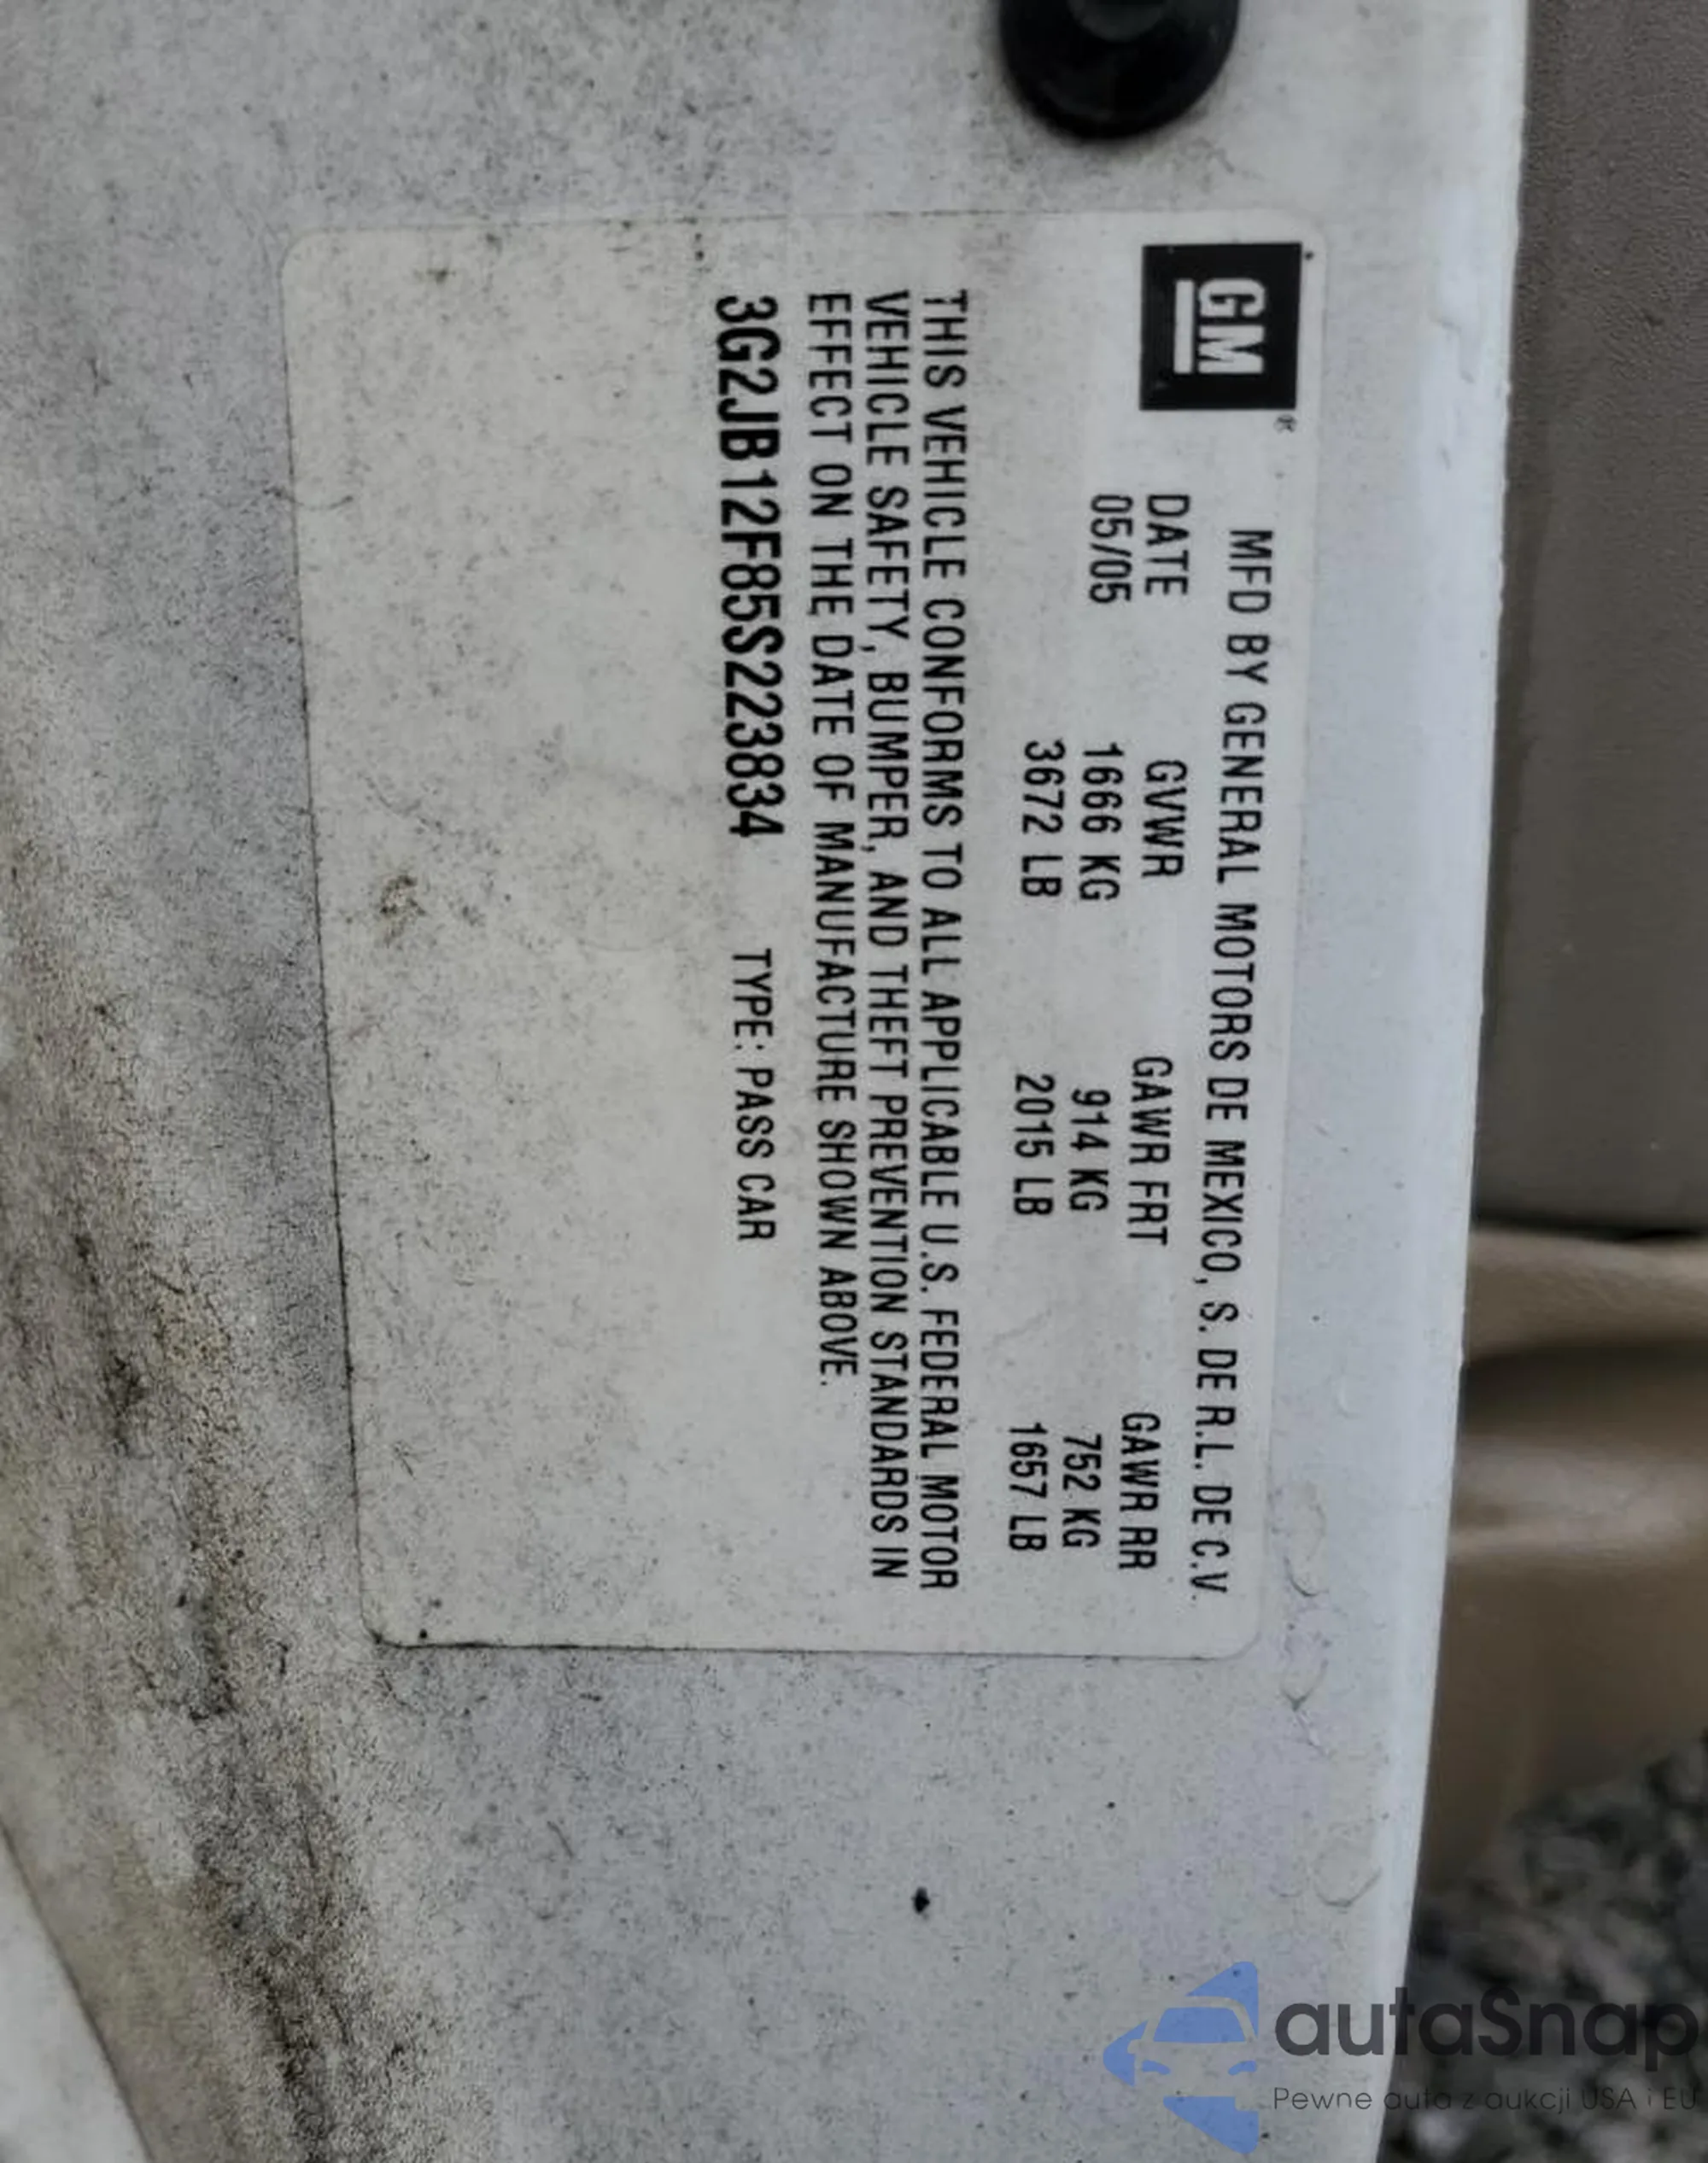 GM®
MFD BY GENERAL MOTORS DE MEXICO, S. DE R.L. DE C.V.
DATE GVWR GAWR FRT GAWR RR
05/05 1666 KG 914 KG 752 KG
3672 LB 2015 LB 1657 LB
THIS VEHICLE CONFORMS TO ALL APPLICABLE U.S. FEDERAL MOTOR
VEHICLE SAFETY, BUMPER, AND THEFT PREVENTION STANDARDS IN
EFFECT ON THE DATE OF MANUFACTURE SHOWN ABOVE.
3G2JB12F85S223834 TYPE: PASS CAR
autaSnap
Pewne auta z aukcji USA i EU